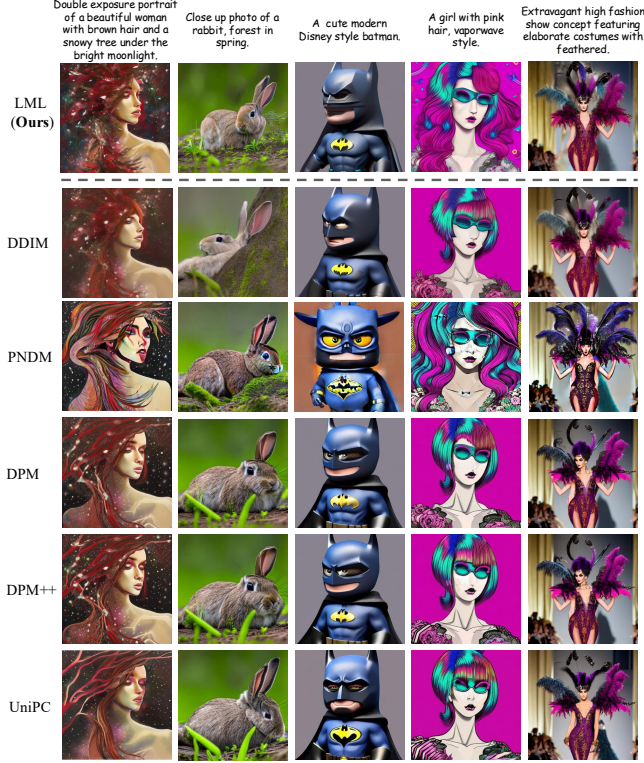 Double exposure portrait
of a beautiful woman
with brown hair and a
snowy tree under the
bright moonlight.
Close up photo of a
rabbit, forest in
spring.
A cute modern
Disney style batman.
A girl with pink
hair, vaporwave
style.
Extravagant high fashion
show concept featuring
elaborate costumes with
feathered.
LML
(Ours)
DDIM
PNDM
DPM
DPM++
UniPC